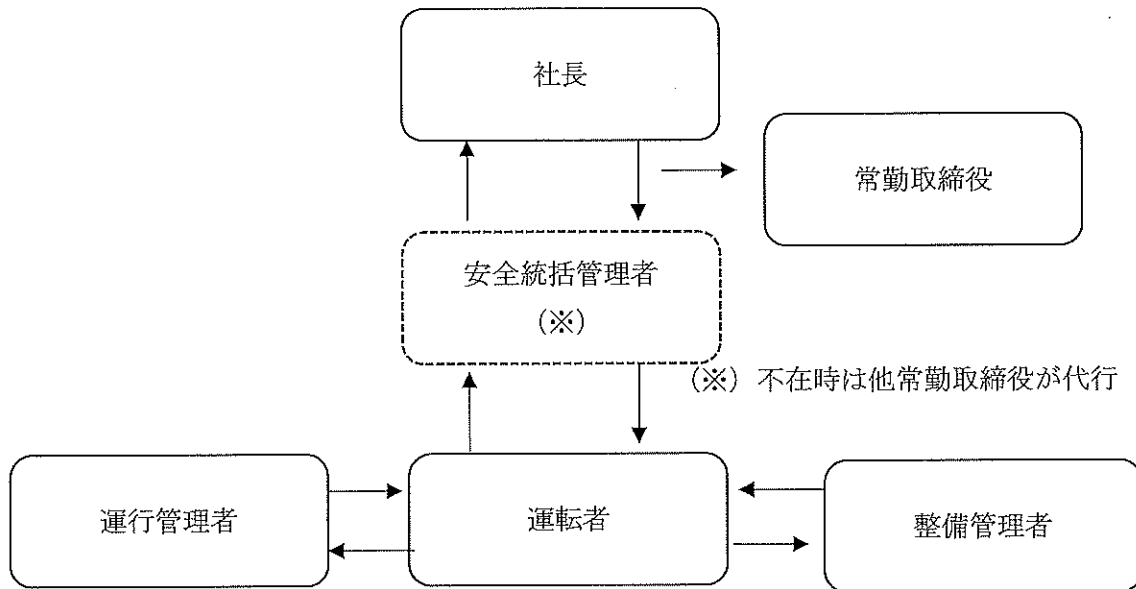 社長
常勤取締役
安全統括管理者
(※)
(※) 不在時は他常勤取締役が代行
運行管理者
運転者
整備管理者